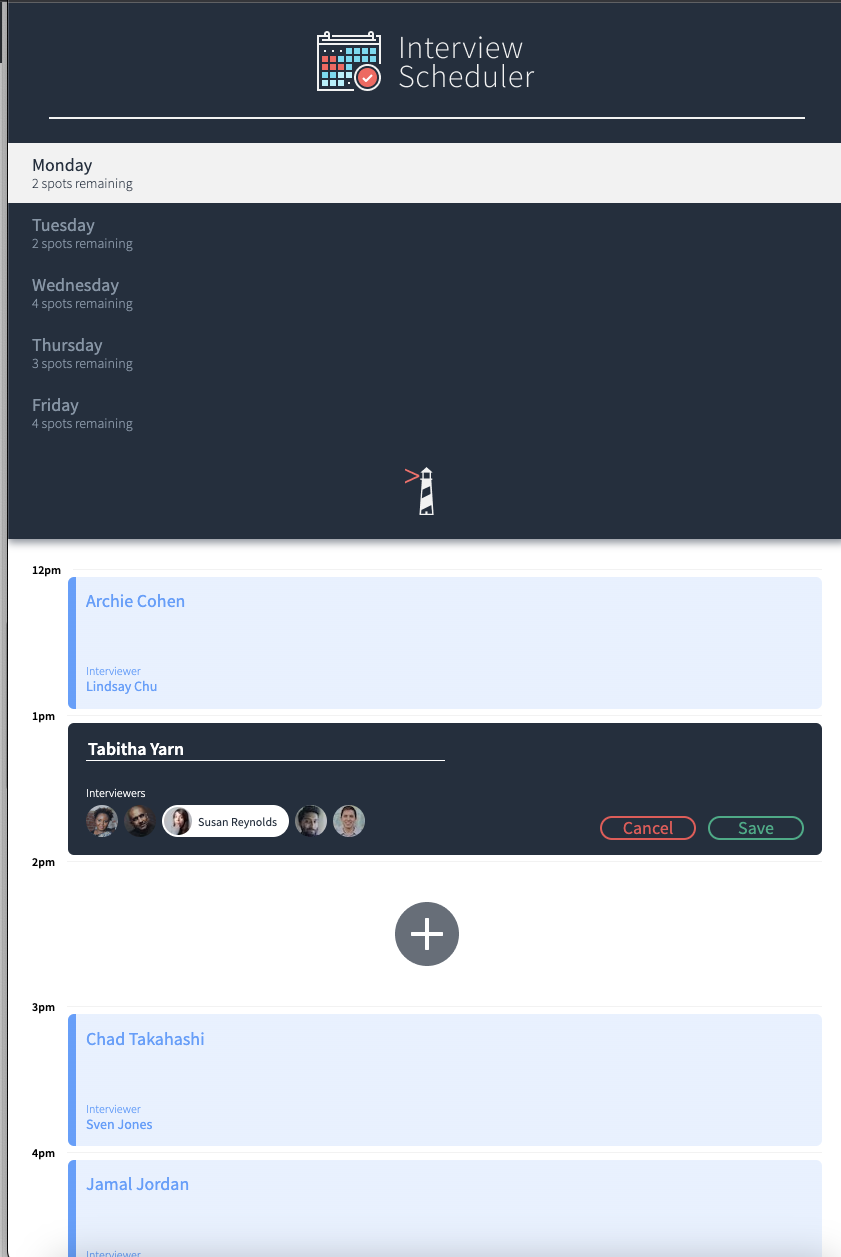 Interview
Scheduler
Monday
2 spots remaining
Tuesday
2 spots remaining
Wednesday
4 spots remaining
Thursday
3 spots remaining
Friday
4 spots remaining
12pm
Archie Cohen
Interviewer
Lindsay Chu
1pm
Tabitha Yarn
Interviewers
Susan Reynolds
Cancel Save
2pm
3pm
Chad Takahashi
Interviewer
Sven Jones
4pm
Jamal Jordan
Interviewer